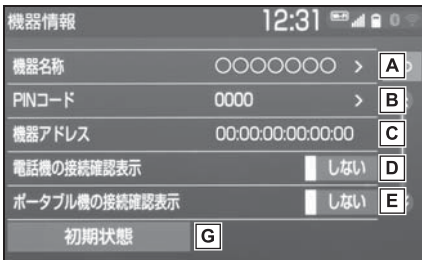 機器情報 12:31 0
機器名称 ○○○○○○○ > A
PINコード 0000 > B
機器アドレス 00:00:00:00:00:00 C
電話機の接続確認表示 しない D
ポータブル機の接続確認表示 しない E
初期状態 G